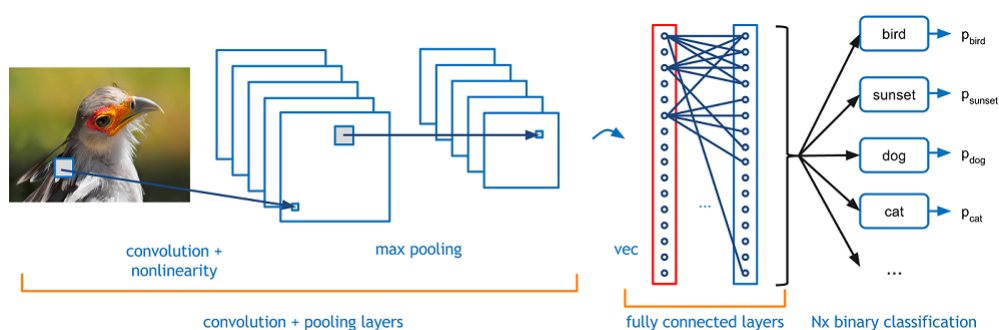 bird
p_bird
sunset
p_sunset
dog
p_dog
cat
p_cat
...
...
convolution +
nonlinearity
max pooling
vec
convolution + pooling layers
fully connected layers
Nx binary classification